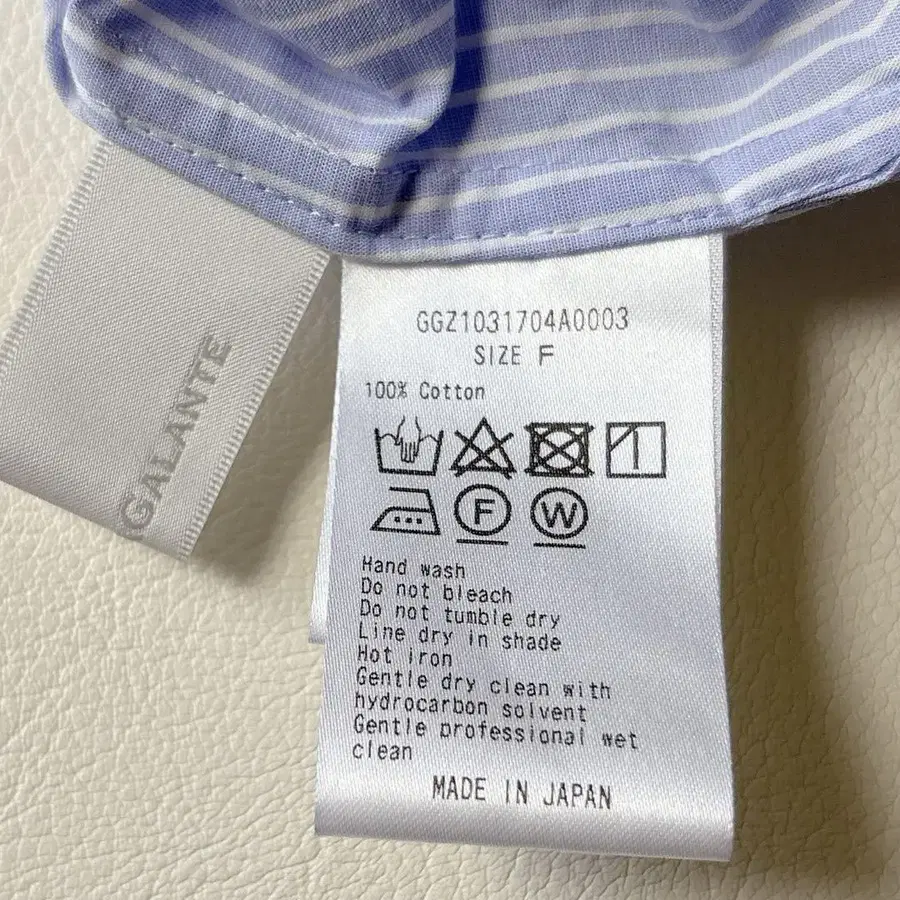 GALANTE
GGZ1031704A0003
SIZE F
100% Cotton
F W
Hand wash
Do not bleach
Do not tumble dry
Line dry in shade
Hot iron
Gentle dry clean with
hydrocarbon solvent
Gentle professional wet
clean
MADE IN JAPAN